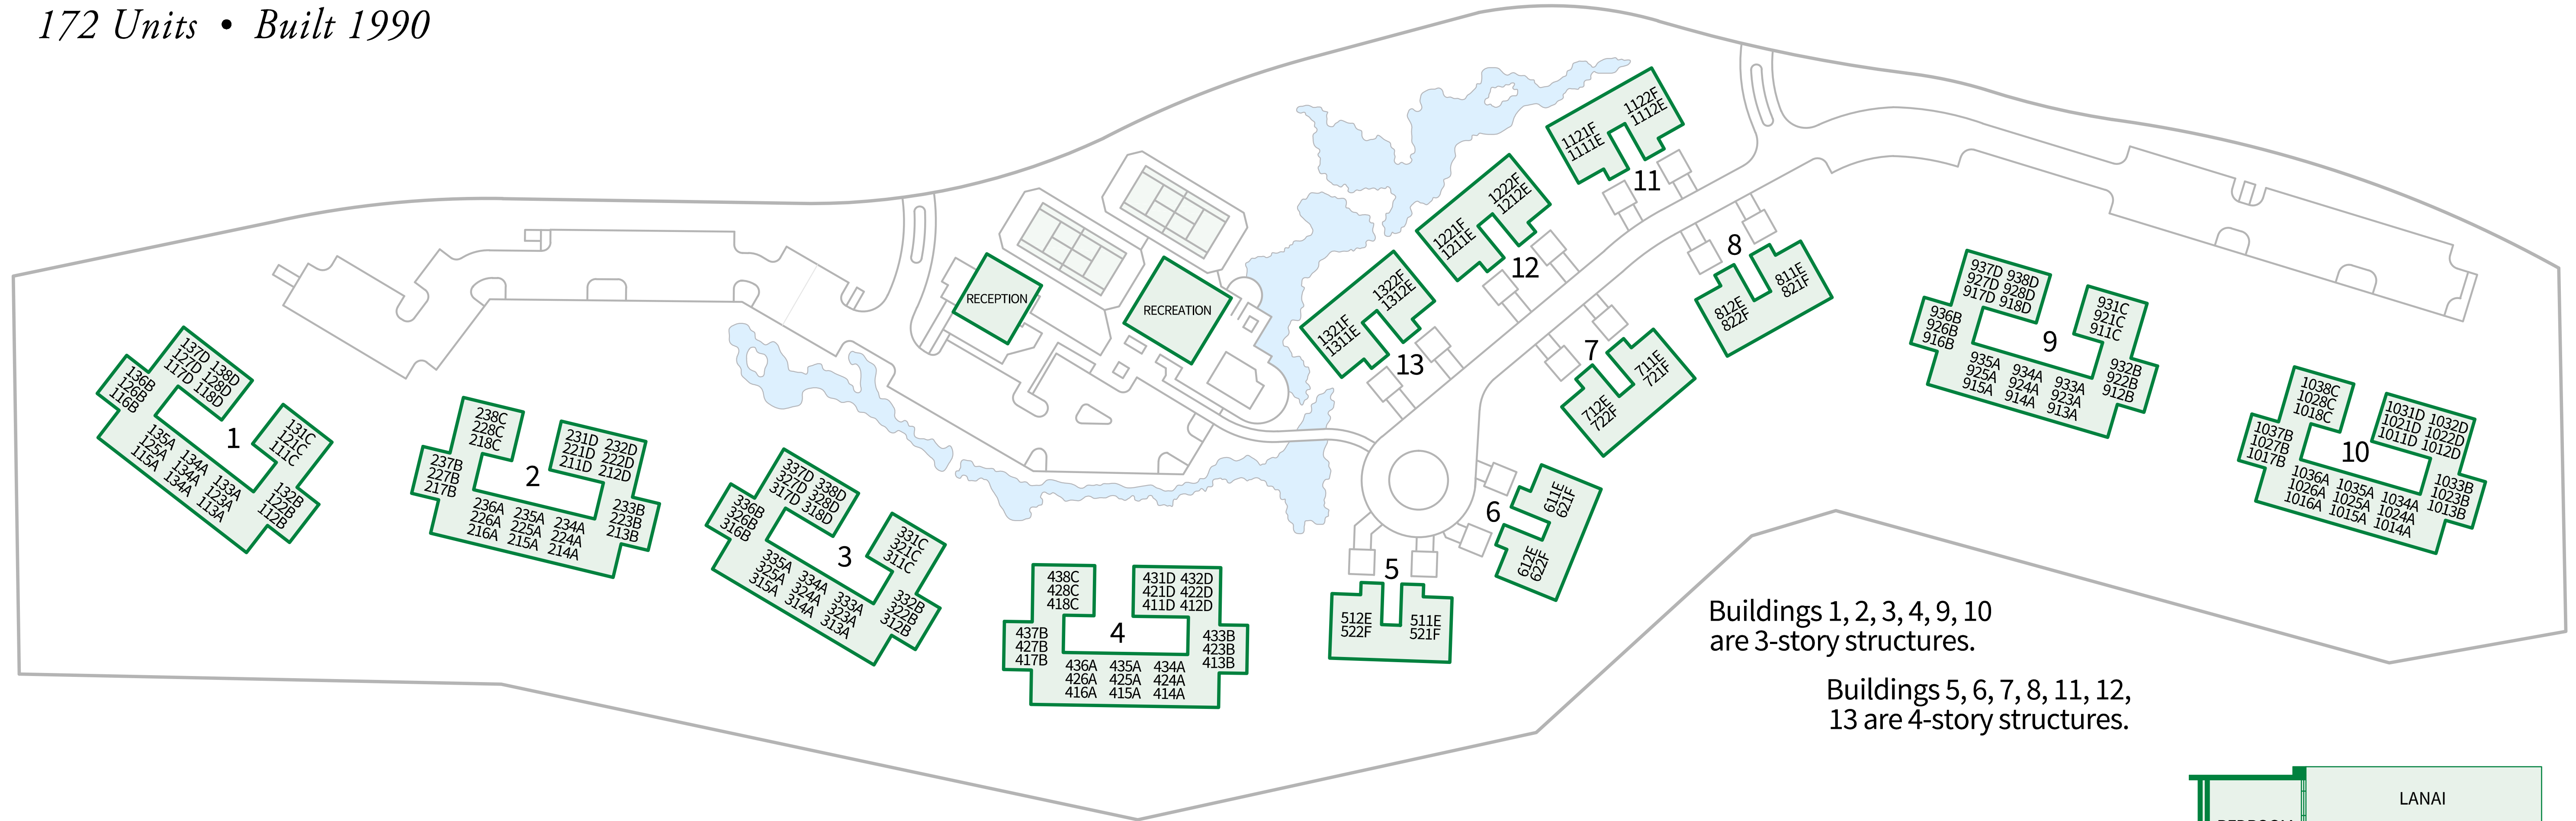 172 Units • Built 1990
137D 138D
127D 128D
117D 118D
136B
126B
116B
131C
121C
111C
1
135A
125A
115A
134A
134A
134A
133A
123A
113A
132B
122B
112B
238C
228C
218C
231D 232D
221D 222D
211D 212D
237B
227B
217B
2
236A 235A 234A
226A 225A 224A
216A 215A 214A
233B
223B
213B
337D 338D
327D 328D
317D 318D
336B
326B
316B
331C
321C
311C
3
335A 334A 333A
325A 324A 323A
315A 314A 313A
332B
322B
312B
438C
428C
418C
431D 432D
421D 422D
411D 412D
437B
427B
417B
4
433B
423B
413B
436A 435A 434A
426A 425A 424A
416A 415A 414A
RECEPTION
RECREATION
1122F
1112E
1121F
1111E
11
1222F
1212E
1221F
1211E
12
1322F
1312E
1321F
1311E
13
8
811E
821F
812E
822F
7
711E
721F
712E
722F
6
611E
621F
612E
622F
5
512E
522F
511E
521F
937D 938D
927D 928D
917D 918D
936B
926B
916B
931C
921C
911C
9
935A 934A 933A
925A 924A 923A
915A 914A 913A
932B
922B
912B
1038C
1028C
1018C
1031D 1032D
1021D 1022D
1011D 1012D
1037B
1027B
1017B
10
1036A 1035A 1034A
1026A 1025A 1024A
1016A 1015A 1014A
1033B
1023B
1013B
Buildings 1, 2, 3, 4, 9, 10
are 3-story structures.
Buildings 5, 6, 7, 8, 11, 12,
13 are 4-story structures.
LANAI